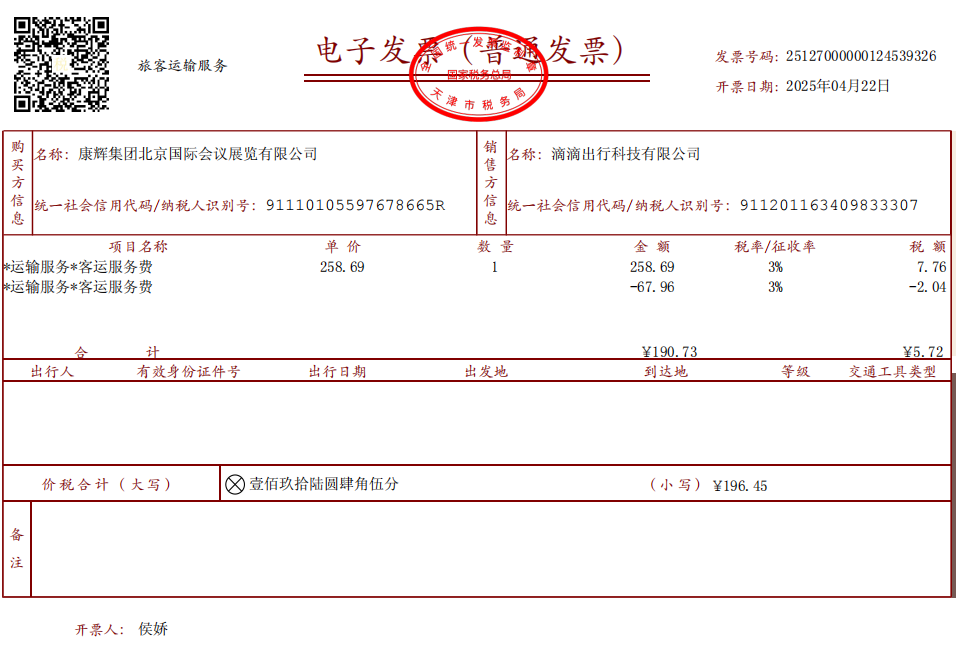 电子发票（普通发票）
旅客运输服务
全国统一发票监制章
国家税务总局
天津市税务局
发票号码: 25127000000124539326
开票日期: 2025年04月22日
购买方信息
名称: 康辉集团北京国际会议展览有限公司
统一社会信用代码/纳税人识别号: 91110105597678665R
销售方信息
名称: 滴滴出行科技有限公司
统一社会信用代码/纳税人识别号: 911201163409833307
项目名称 单价 数量 金额 税率/征收率 税额
*运输服务*客运服务费 258.69 1 258.69 3% 7.76
*运输服务*客运服务费 -67.96 3% -2.04
合计 ¥190.73 ¥5.72
出行人 有效身份证件号 出行日期 出发地 到达地 等级 交通工具类型
价税合计（大写） 壹佰玖拾陆圆肆角伍分 （小写） ¥196.45
备注
开票人: 侯娇